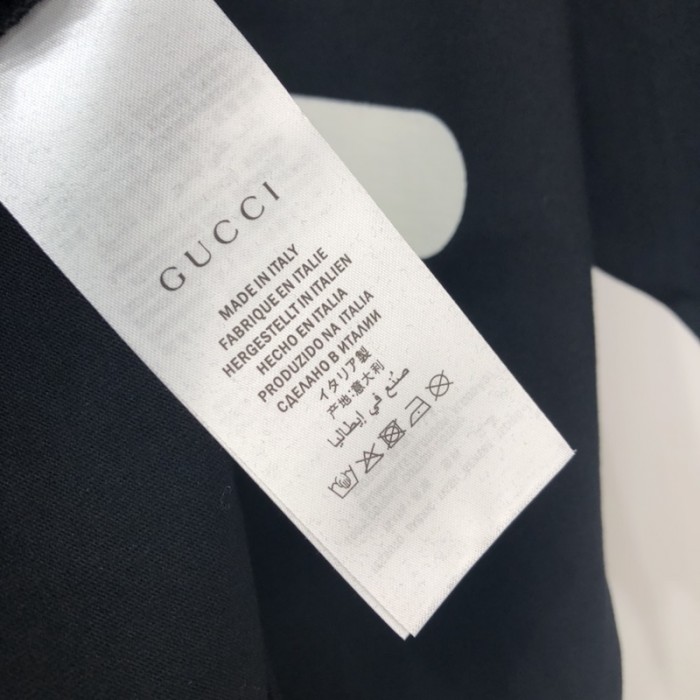 GUCCI
MADE IN ITALY
FABRIQUE EN ITALIE
HERGESTELLT IN ITALIEN
HECHO EN ITALIA
PRODUZIDO NA ITALIA
СДЕЛАНО В ИТАЛИИ
イタリア製
产地:意大利
صنع في إيطاليا